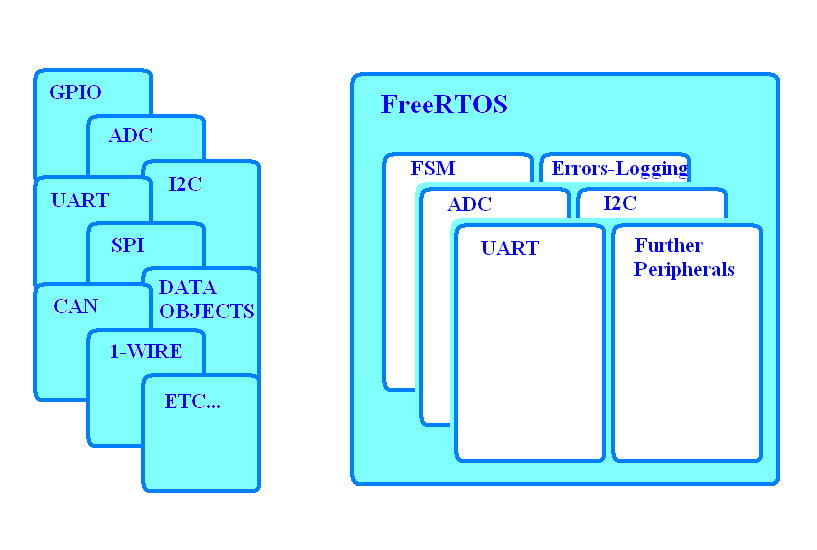 GPIO
ADC
I2C
UART
SPI
DATA
OBJECTS
CAN
1-WIRE
ETC...
FreeRTOS
FSM
Errors-Logging
ADC
I2C
UART
Further
Peripherals